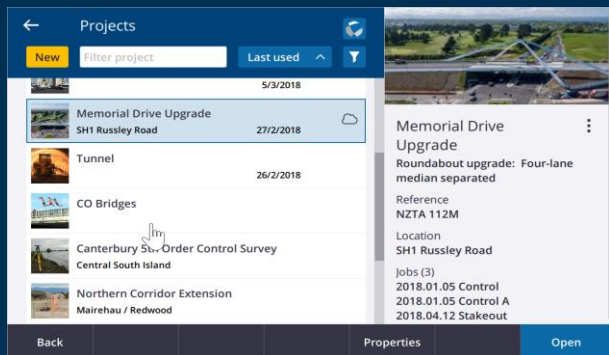 Projects
New
Filter project
Last used
5/3/2018
Memorial Drive Upgrade
SH1 Russley Road
27/2/2018
Tunnel
26/2/2018
CO Bridges
Canterbury 5th Order Control Survey
Central South Island
Northern Corridor Extension
Mairehau / Redwood
Memorial Drive
Upgrade
Roundabout upgrade: Four-lane
median separated
Reference
NZTA 112M
Location
SH1 Russley Road
Jobs (3)
2018.01.05 Control
2018.01.05 Control A
2018.04.12 Stakeout
Back
Properties
Open